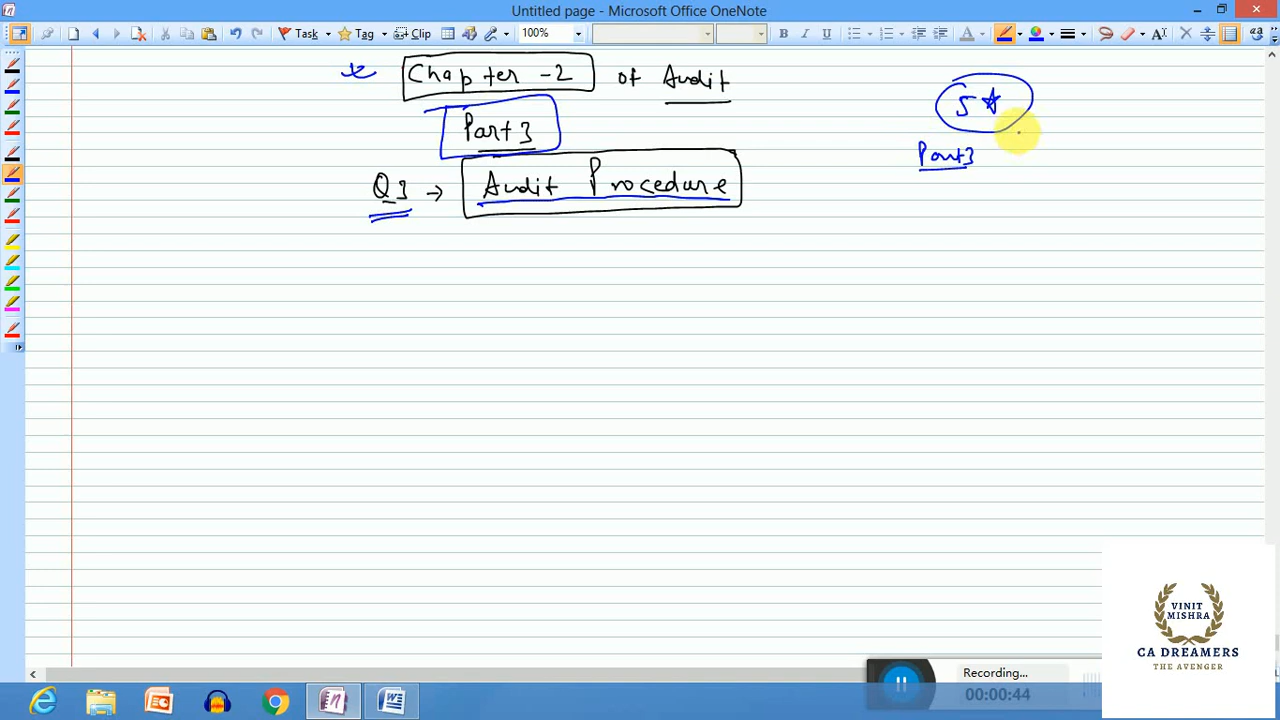 Untitled page - Microsoft Office OneNote
Task
Tag
Clip
100%
B I U
Chapter - 2 of Audit
Part 3
Q3 → Audit Procedure
5 ☆
Part 3
Recording...
00:00:44
VINIT
MISHRA
CA DREAMERS
THE AVENGER